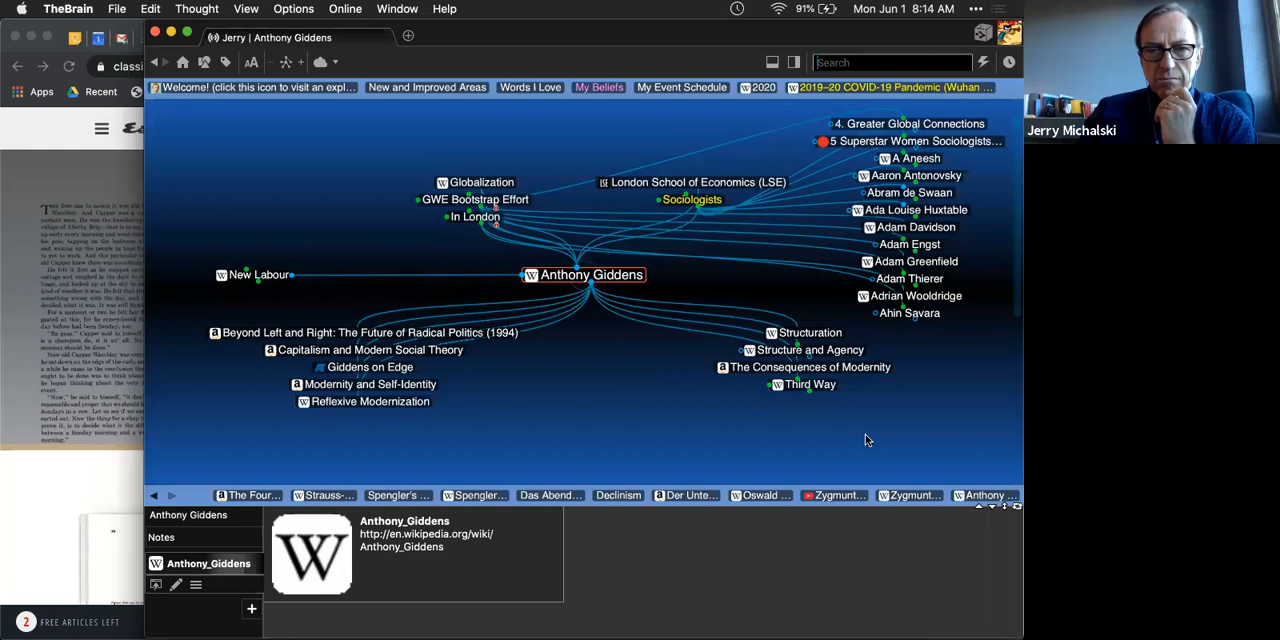 TheBrain File Edit Thought View Options Online Window Help 91% Mon Jun 1 8:14 AM
Jerry | Anthony Giddens
AA
Search
classi
Apps Recent
Welcome! (click this icon to visit an expl... New and Improved Areas Words I Love My Beliefs My Event Schedule 2020 2019–20 COVID-19 Pandemic (Wuhan ...
Es
Jerry Michalski
4. Greater Global Connections
5 Superstar Women Sociologists...
A Aneesh
Aaron Antonovsky
Abram de Swaan
Ada Louise Huxtable
Adam Davidson
Adam Engst
Adam Greenfield
Adam Thierer
Adrian Wooldridge
Ahin Savara
Globalization
GWE Bootstrap Effort
In London
London School of Economics (LSE)
Sociologists
New Labour
Anthony Giddens
Beyond Left and Right: The Future of Radical Politics (1994)
Capitalism and Modern Social Theory
Giddens on Edge
Modernity and Self-Identity
Reflexive Modernization
Structuration
Structure and Agency
The Consequences of Modernity
Third Way
The Four... Strauss-... Spengler's ... Spengler... Das Abend... Declinism Der Unte... Oswald ... Zygmunt... Zygmunt... Anthony ...
Anthony Giddens
Notes
Anthony_Giddens
Anthony_Giddens
http://en.wikipedia.org/wiki/
Anthony_Giddens
2 FREE ARTICLES LEFT